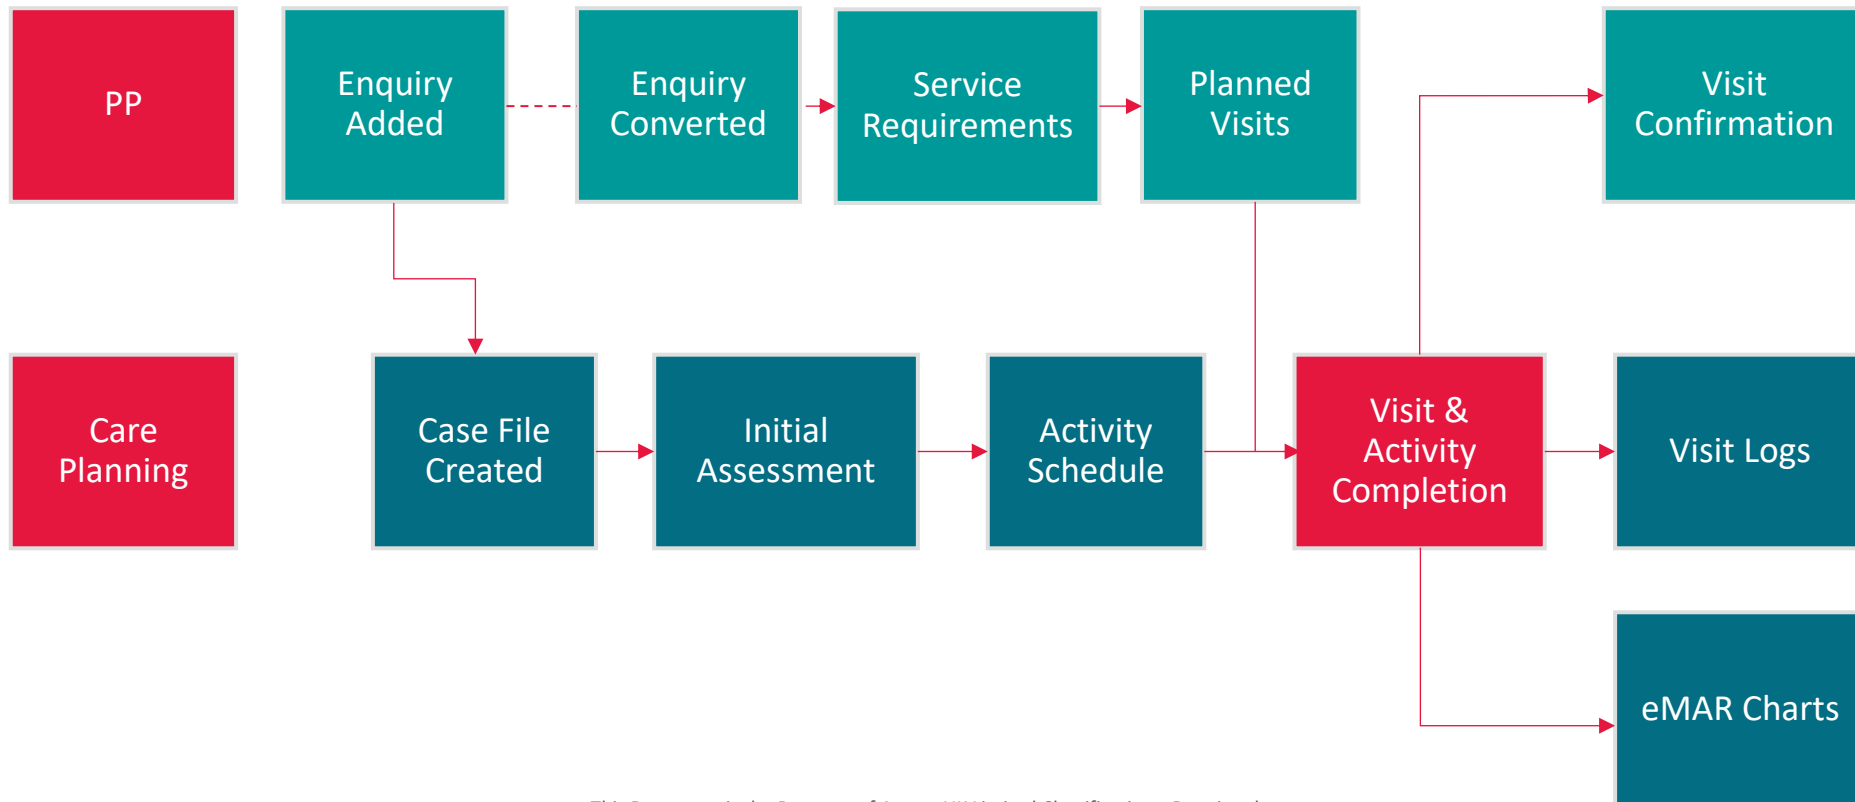 PP
Enquiry
Added
Enquiry
Converted
Service
Requirements
Planned
Visits
Visit
Confirmation
Care
Planning
Case File
Created
Initial
Assessment
Activity
Schedule
Visit &
Activity
Completion
Visit Logs
eMAR Charts